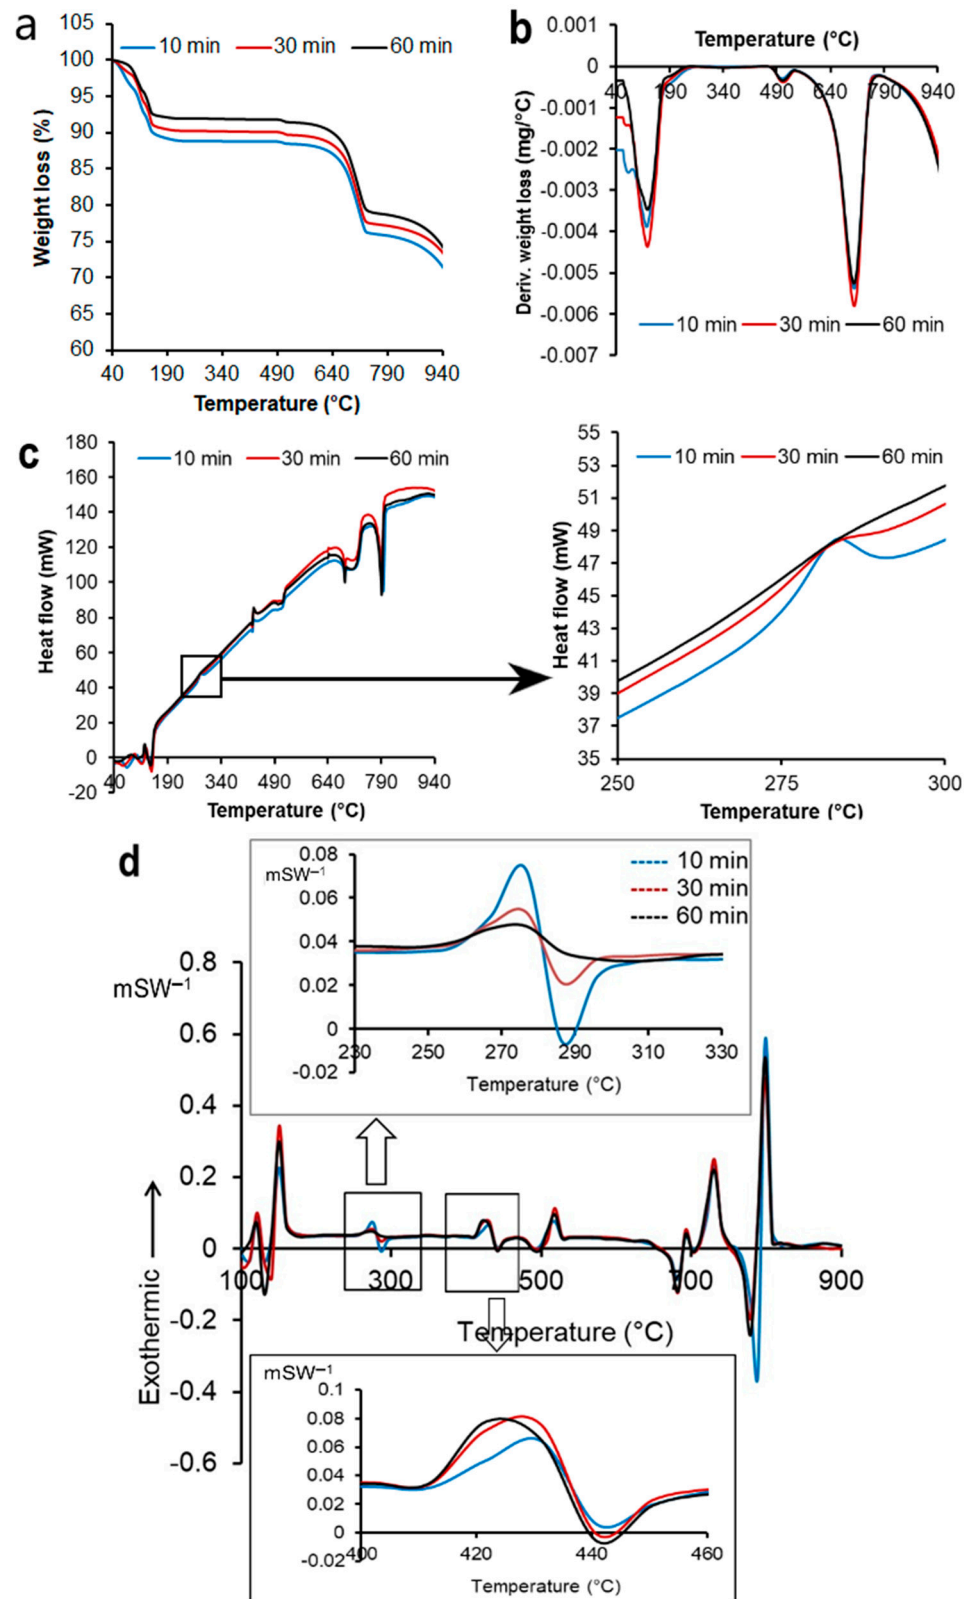 a
105
100
95
90
85
80
75
70
65
60
Weight loss (%)
10 min 30 min 60 min
40 190 340 490 640 790 940
Temperature (°C)
b
0.001
0
-0.001
-0.002
-0.003
-0.004
-0.005
-0.006
-0.007
Deriv. weight loss (mg/°C)
Temperature (°C)
40 190 340 490 640 790 940
10 min 30 min 60 min
c
180
160
140
120
100
80
60
40
20
0
-20
Heat flow (mW)
10 min 30 min 60 min
40 190 340 490 640 790 940
Temperature (°C)
55
53
51
49
47
45
43
41
39
37
35
Heat flow (mW)
10 min 30 min 60 min
250 275 300
Temperature (°C)
d
0.08
0.06
0.04
0.02
0
-0.02
mSW–1
10 min
30 min
60 min
230 250 270 290 310 330
Temperature (°C)
0.8
0.6
0.4
0.2
0
-0.2
-0.4
-0.6
mSW–1
Exothermic
100 300 500 700 900
Temperature (°C)
mSW–1
0.1
0.08
0.06
0.04
0.02
0
-0.02
400 420 440 460
Temperature (°C)